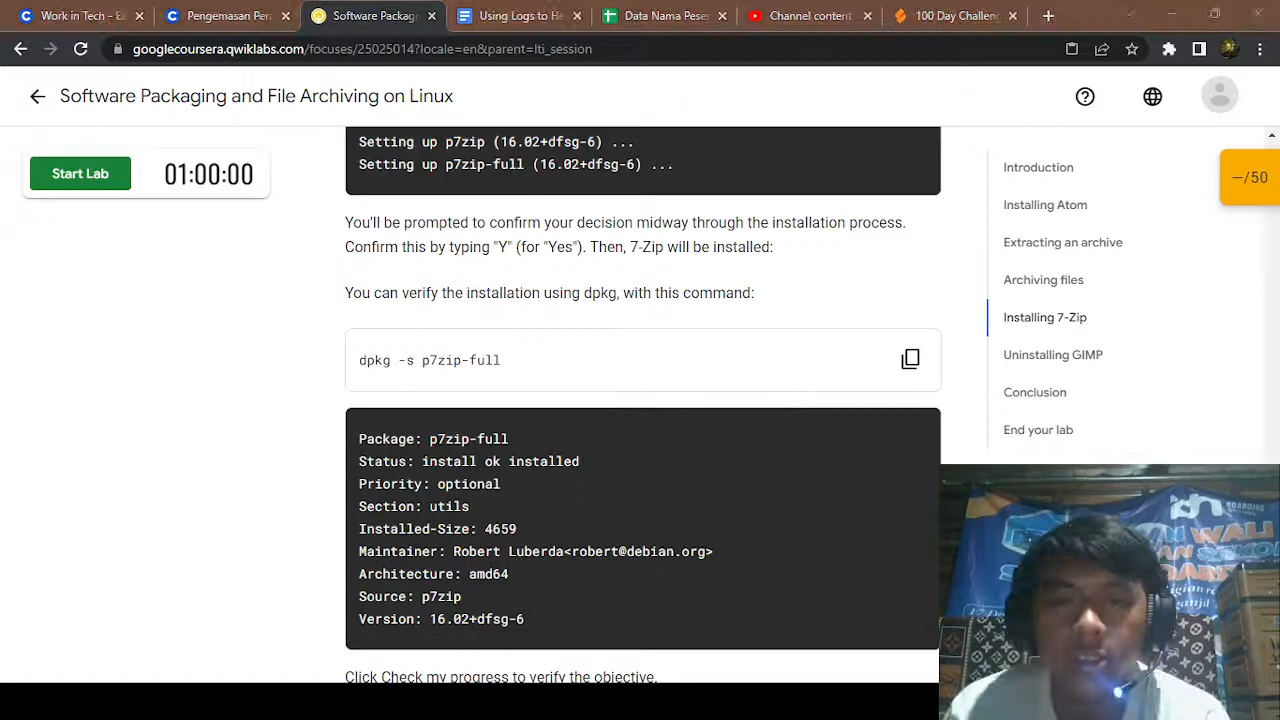 Work in Tech - E
Pengemasan Per
Software Packag
Using Logs to He
Data Nama Pese
Channel content
100 Day Challen
googlecoursera.qwiklabs.com/focuses/25025014?locale=en&parent=lti_session
Software Packaging and File Archiving on Linux
Start Lab
01:00:00
Setting up p7zip (16.02+dfsg-6) ...
Setting up p7zip-full (16.02+dfsg-6) ...
You'll be prompted to confirm your decision midway through the installation process.
Confirm this by typing "Y" (for "Yes"). Then, 7-Zip will be installed:
You can verify the installation using dpkg, with this command:
dpkg -s p7zip-full
Package: p7zip-full
Status: install ok installed
Priority: optional
Section: utils
Installed-Size: 4659
Maintainer: Robert Luberda<robert@debian.org>
Architecture: amd64
Source: p7zip
Version: 16.02+dfsg-6
Click Check my progress to verify the objective.
Introduction
Installing Atom
Extracting an archive
Archiving files
Installing 7-Zip
Uninstalling GIMP
Conclusion
End your lab
—/50
WALI